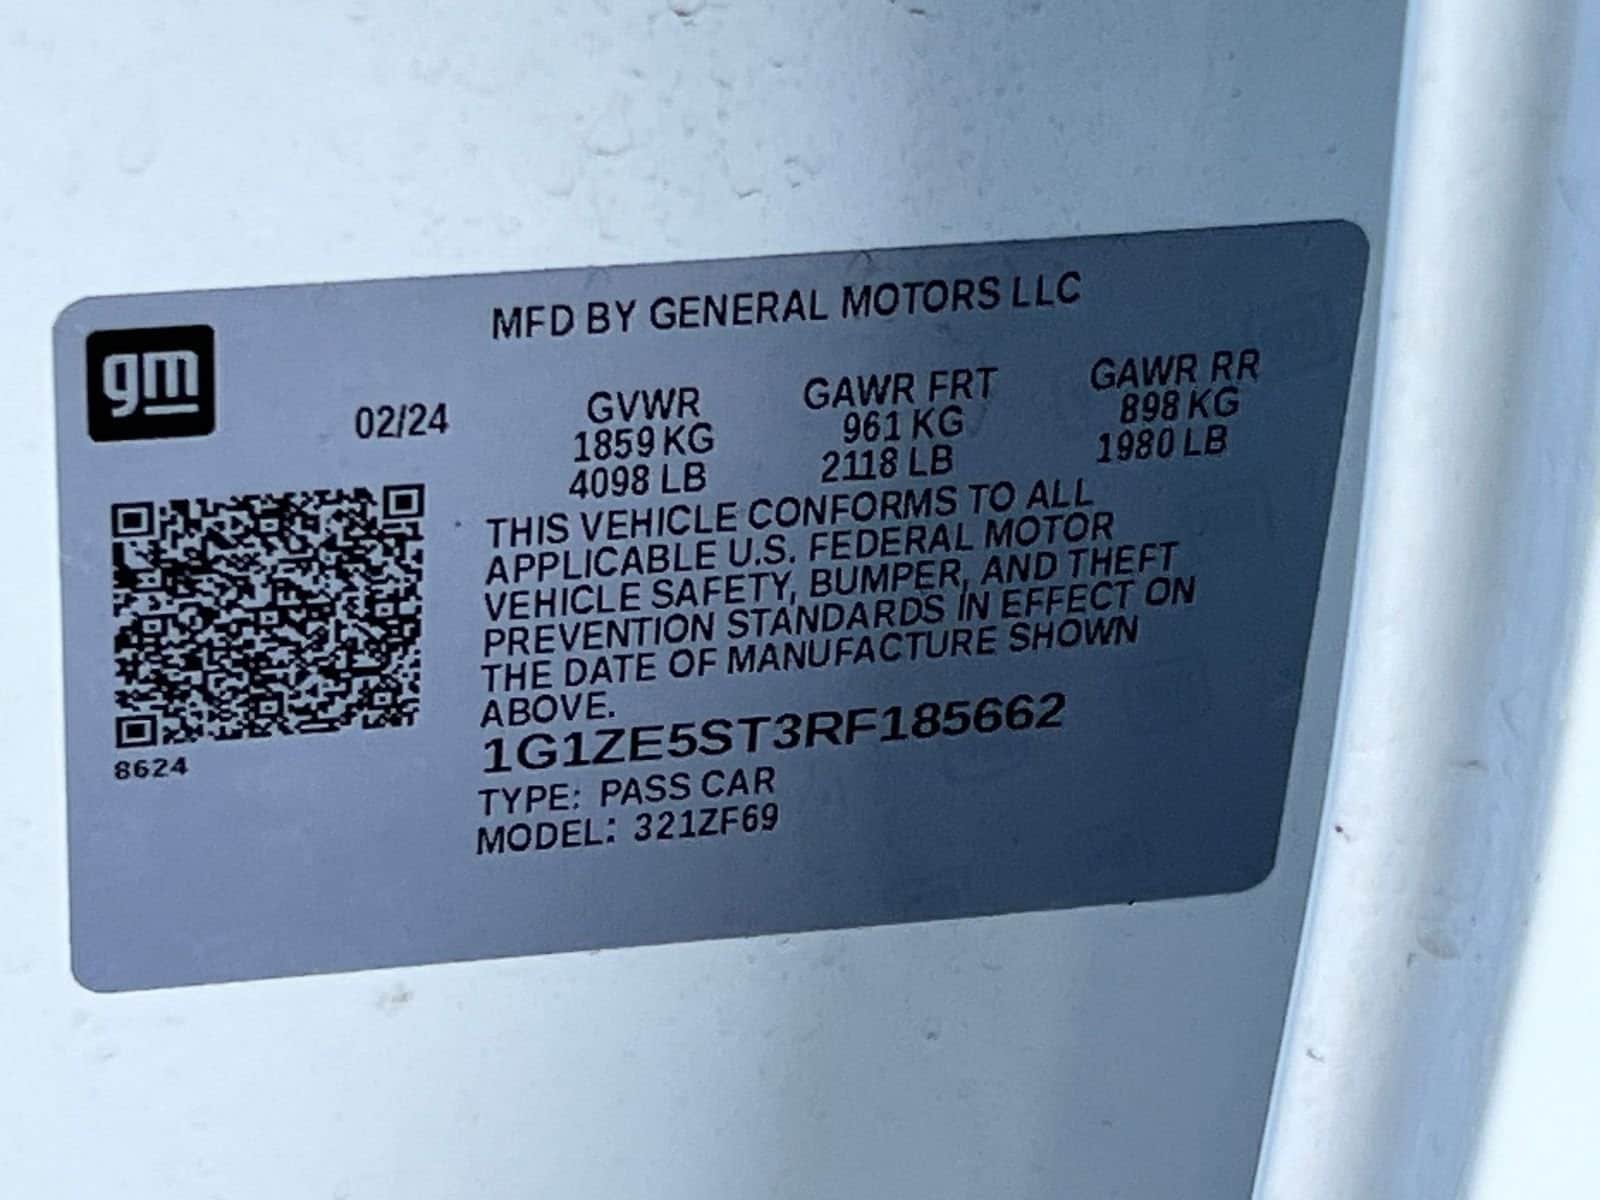 MFD BY GENERAL MOTORS LLC
gm
02/24
GVWR
1859 KG
4098 LB
GAWR FRT
961 KG
2118 LB
GAWR RR
898 KG
1980 LB
THIS VEHICLE CONFORMS TO ALL
APPLICABLE U.S. FEDERAL MOTOR
VEHICLE SAFETY, BUMPER, AND THEFT
PREVENTION STANDARDS IN EFFECT ON
THE DATE OF MANUFACTURE SHOWN
ABOVE.
1G1ZE5ST3RF185662
8624
TYPE: PASS CAR
MODEL: 321ZF69